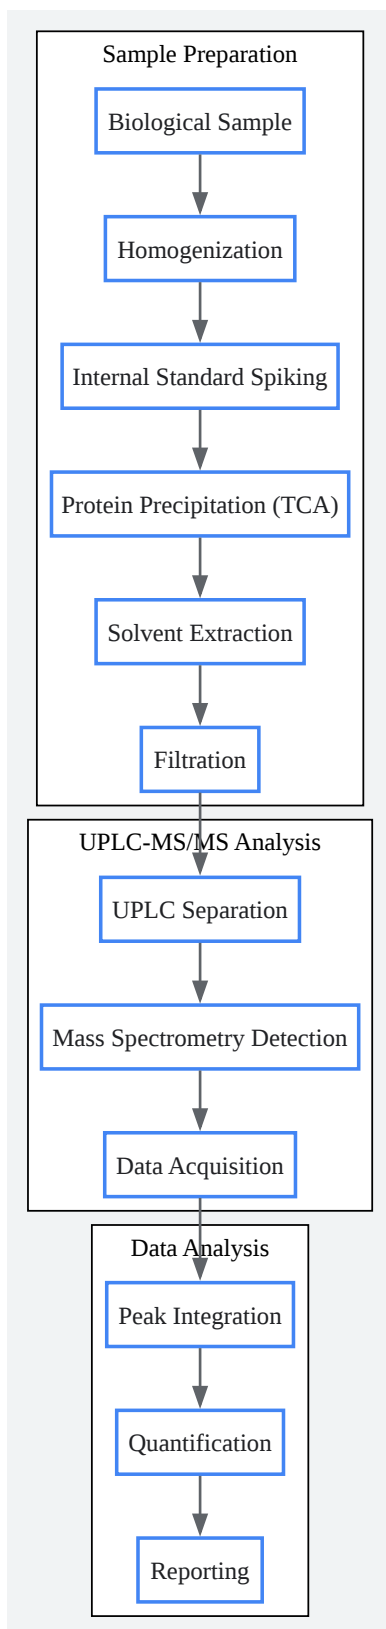 Sample Preparation
Biological Sample
Homogenization
Internal Standard Spiking
Protein Precipitation (TCA)
Solvent Extraction
Filtration
UPLC-MS/MS Analysis
UPLC Separation
Mass Spectrometry Detection
Data Acquisition
Data Analysis
Peak Integration
Quantification
Reporting